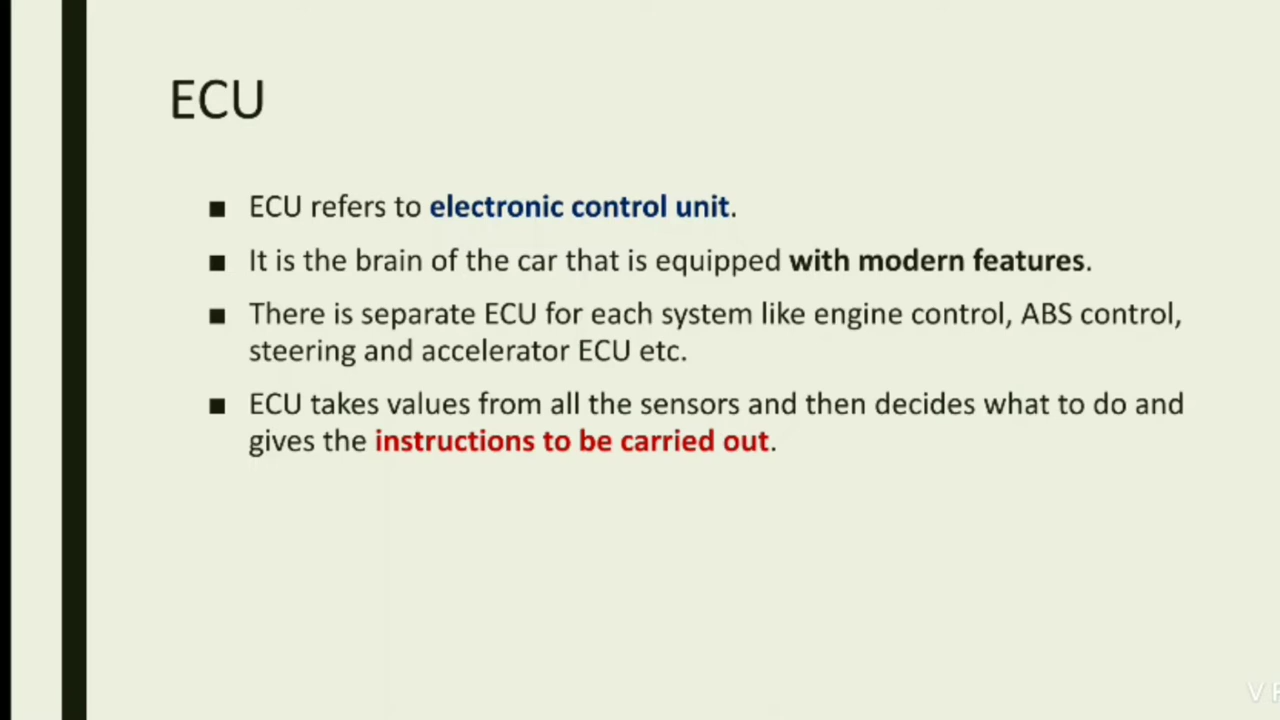 ECU
■ ECU refers to electronic control unit.
■ It is the brain of the car that is equipped with modern features.
■ There is separate ECU for each system like engine control, ABS control,
steering and accelerator ECU etc.
■ ECU takes values from all the sensors and then decides what to do and
gives the instructions to be carried out.